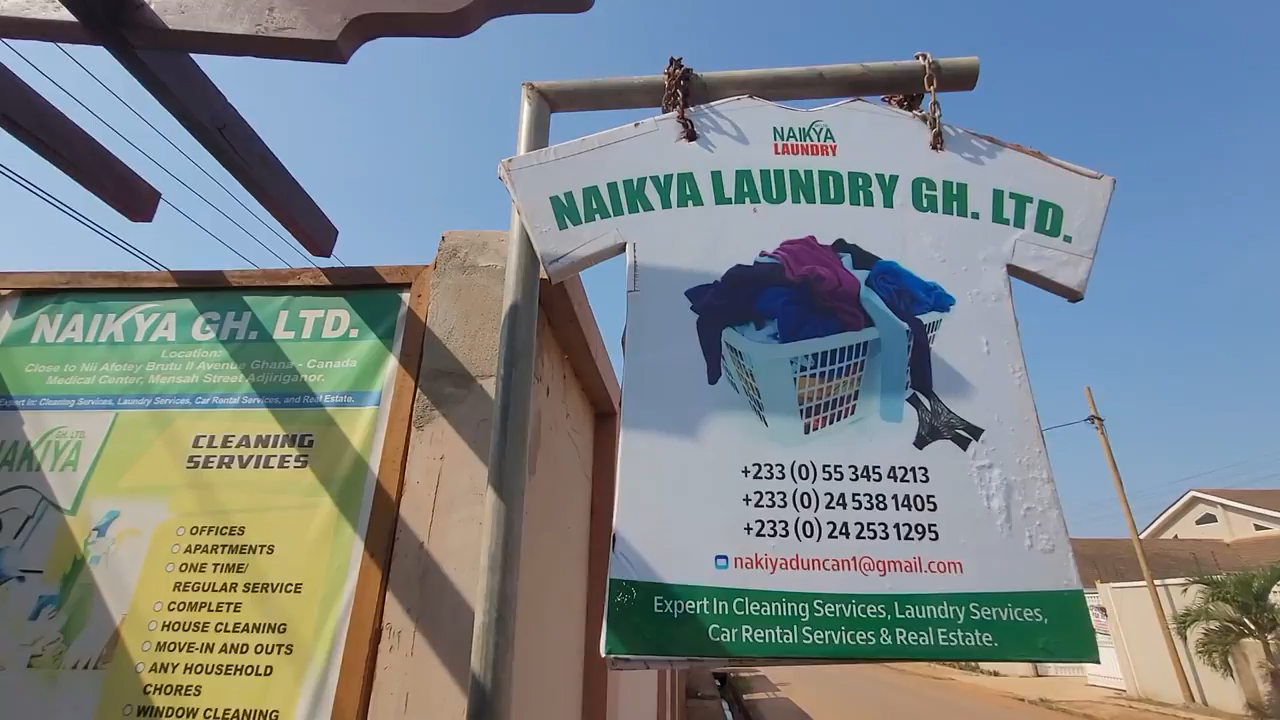 NAIKYA GH. LTD.
Location:
Close to Nii Afotey Brutu II Avenue Ghana - Canada
Medical Center, Mensah Street Adjiriganor.
Expert In: Cleaning Services, Laundry Services, Car Rental Services, and Real Estate.
GH. LTD.
NAKIYA
CLEANING
SERVICES
OFFICES
APARTMENTS
ONE TIME/
REGULAR SERVICE
COMPLETE
HOUSE CLEANING
MOVE-IN AND OUTS
ANY HOUSEHOLD
CHORES
WINDOW CLEANING
NAIKYA
LAUNDRY
NAIKYA LAUNDRY GH. LTD.
+233 (0) 55 345 4213
+233 (0) 24 538 1405
+233 (0) 24 253 1295
nakiyaduncan1@gmail.com
Expert In Cleaning Services, Laundry Services,
Car Rental Services & Real Estate.